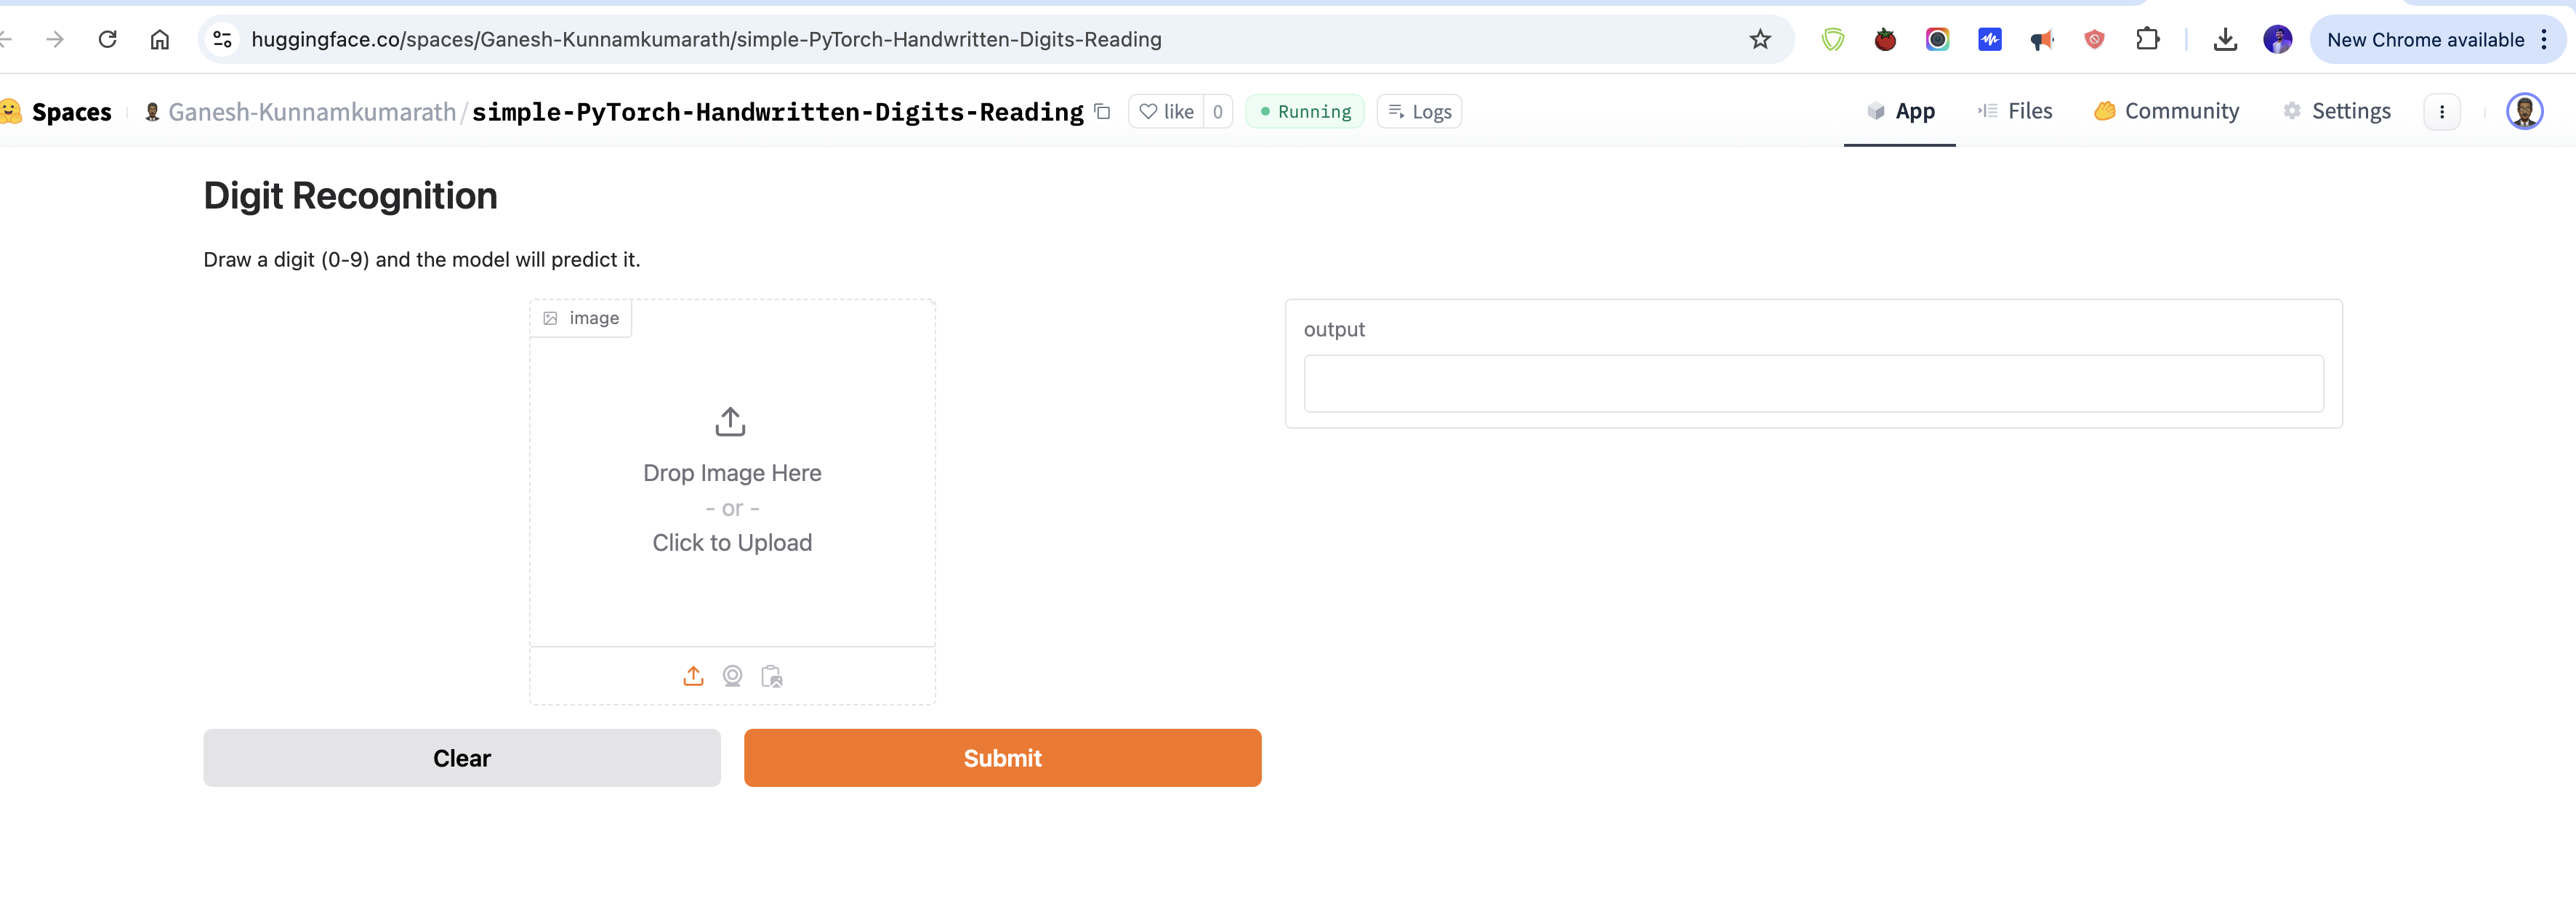 huggingface.co/spaces/Ganesh-Kunnamkumarath/simple-PyTorch-Handwritten-Digits-Reading
New Chrome available
Spaces Ganesh-Kunnamkumarath/simple-PyTorch-Handwritten-Digits-Reading like 0 Running Logs App Files Community Settings
Digit Recognition
Draw a digit (0-9) and the model will predict it.
image
Drop Image Here
- or -
Click to Upload
Clear
Submit
output